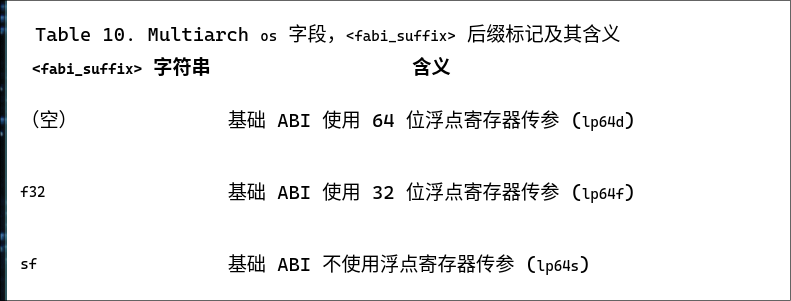 Table 10. Multiarch os 字段，<fabi_suffix> 后缀标记及其含义
<fabi_suffix> 字符串 含义
（空） 基础 ABI 使用 64 位浮点寄存器传参 (lp64d)
f32 基础 ABI 使用 32 位浮点寄存器传参 (lp64f)
sf 基础 ABI 不使用浮点寄存器传参 (lp64s)